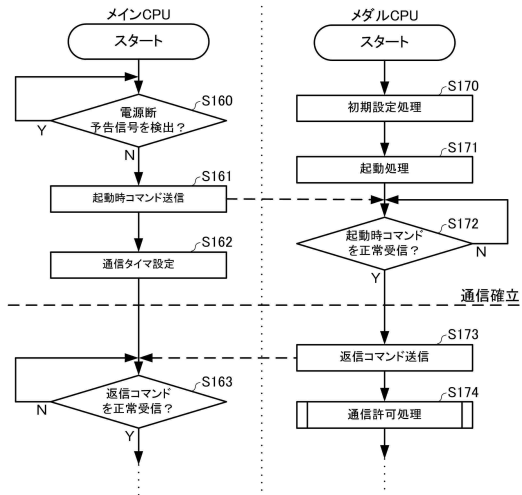 メインCPU
スタート
S160
電源断
予告信号を検出？
Y
N
S161
起動時コマンド送信
S162
通信タイマ設定
S163
返信コマンド
を正常受信？
N
Y
メダルCPU
スタート
S170
初期設定処理
S171
起動処理
S172
起動時コマンド
を正常受信？
N
Y
通信確立
S173
返信コマンド送信
S174
通信許可処理